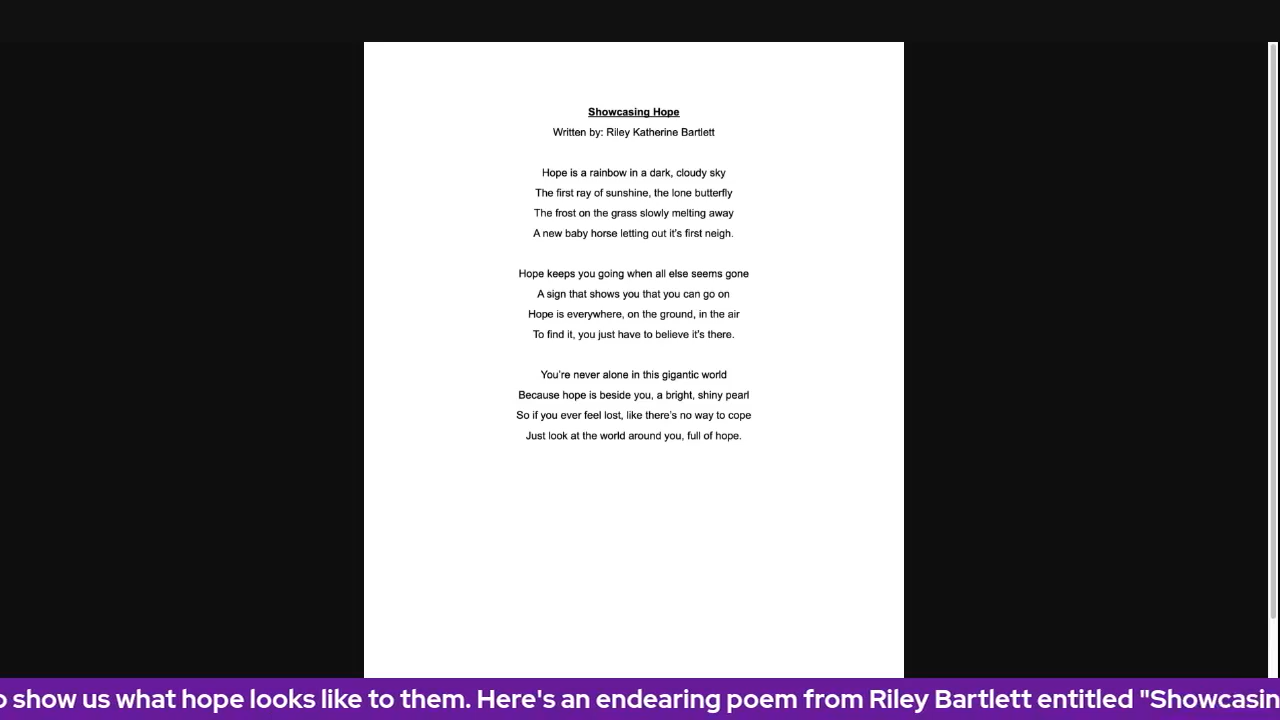 Showcasing Hope
Written by: Riley Katherine Bartlett
Hope is a rainbow in a dark, cloudy sky
The first ray of sunshine, the lone butterfly
The frost on the grass slowly melting away
A new baby horse letting out it's first neigh.
Hope keeps you going when all else seems gone
A sign that shows you that you can go on
Hope is everywhere, on the ground, in the air
To find it, you just have to believe it's there.
You're never alone in this gigantic world
Because hope is beside you, a bright, shiny pearl
So if you ever feel lost, like there's no way to cope
Just look at the world around you, full of hope.
o show us what hope looks like to them. Here's an endearing poem from Riley Bartlett entitled "Showcasin